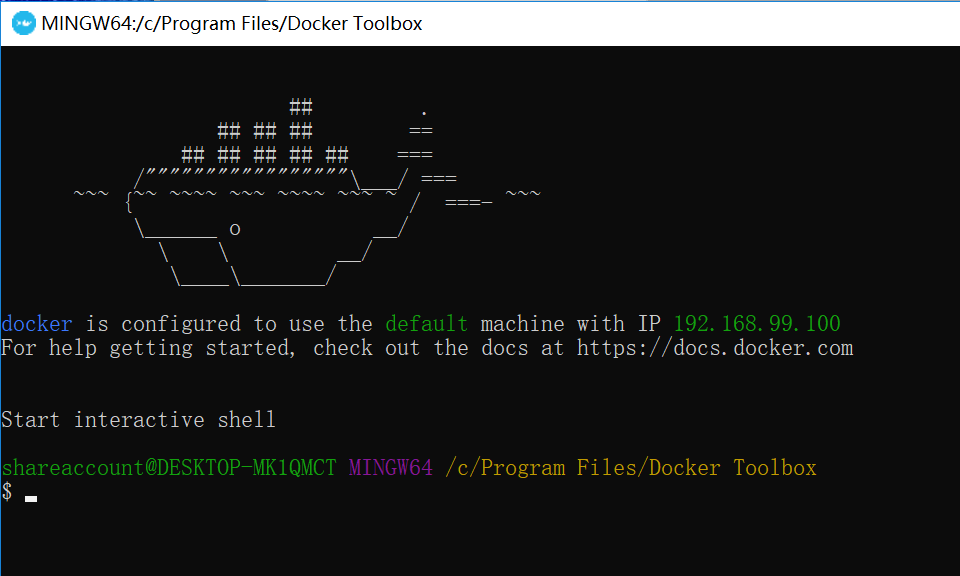 MINGW64:/c/Program Files/Docker Toolbox
                        ##         .
                  ## ## ##        ==
               ## ## ## ## ##    ===
           /"""""""""""""""""\___/ ===
      ~~~ {~~ ~~~~ ~~~ ~~~~ ~~~ ~ /  ===- ~~~
           \______ o           __/
             \    \         __/
              \____\_______/
docker is configured to use the default machine with IP 192.168.99.100
For help getting started, check out the docs at https://docs.docker.com
Start interactive shell
shareaccount@DESKTOP-MK1QMCT MINGW64 /c/Program Files/Docker Toolbox
$